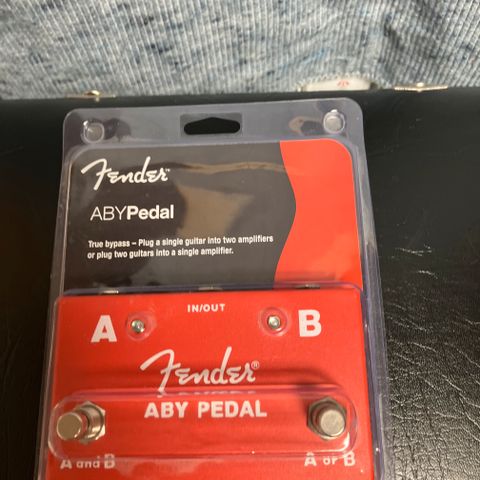 Fender
ABYPedal
True bypass – Plug a single guitar into two amplifiers
or plug two guitars into a single amplifier.
IN/OUT
A B
Fender®
ABY PEDAL
A and B A or B